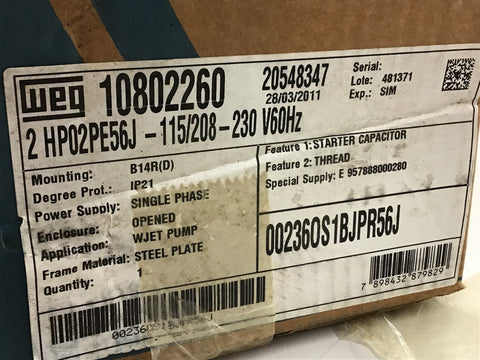 weg 10802260 20548347 Serial:
28/03/2011 Lote: 481371
Exp.: SIM
2 HP02PE56J -115/208-230 V60Hz
Mounting: B14R(D)
Degree Prot.: IP21
Power Supply: SINGLE PHASE
Enclosure: OPENED
Application: WJET PUMP
Frame Material: STEEL PLATE
Quantity: 1
Feature 1: STARTER CAPACITOR
Feature 2: THREAD
Special Supply: E 957888000280
00236OS1BJPR56J
00236OS1BJPR56J
7 898432 879829